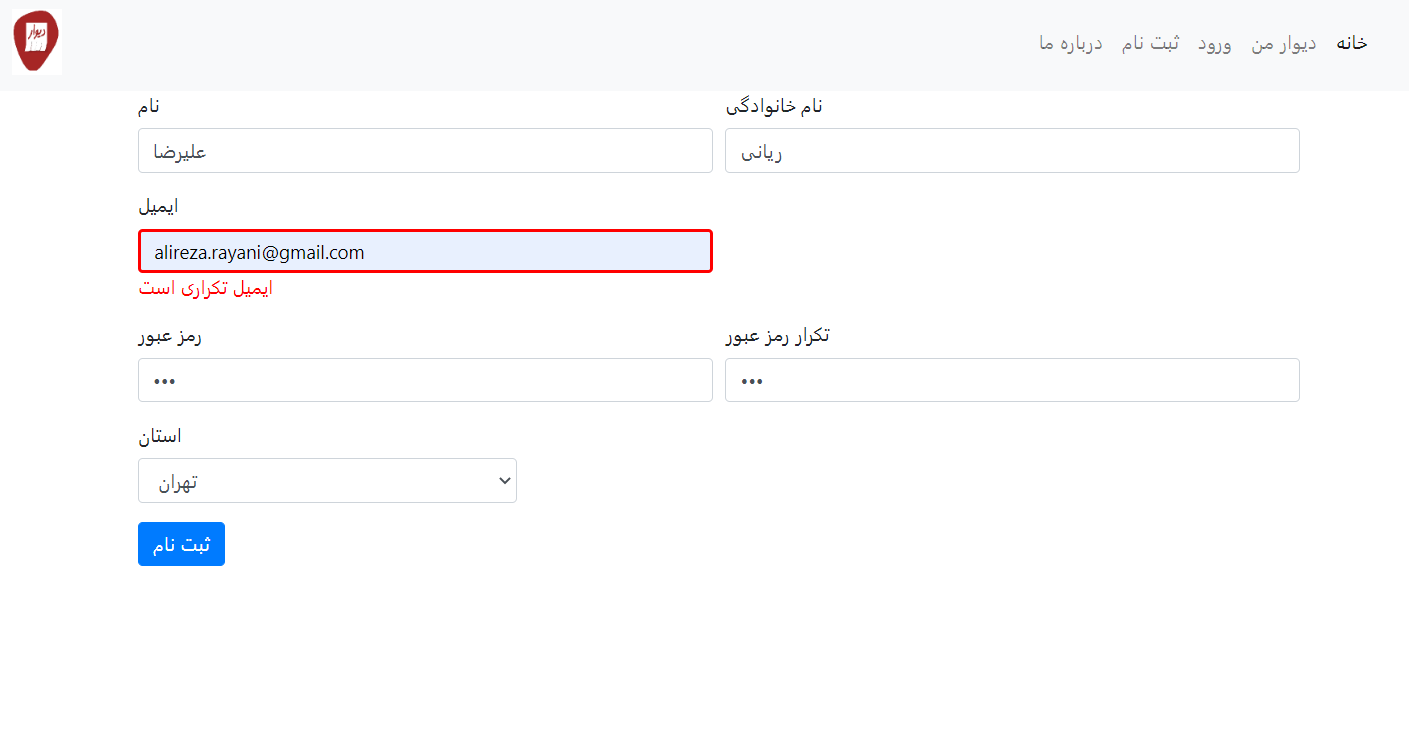 دیوار
خانه دیوار من ورود ثبت نام درباره ما
نام
نام خانوادگی
علیرضا
ریانی
ایمیل
alireza.rayani@gmail.com
ایمیل تکراری است
رمز عبور
تکرار رمز عبور
•••
•••
استان
تهران
ثبت نام